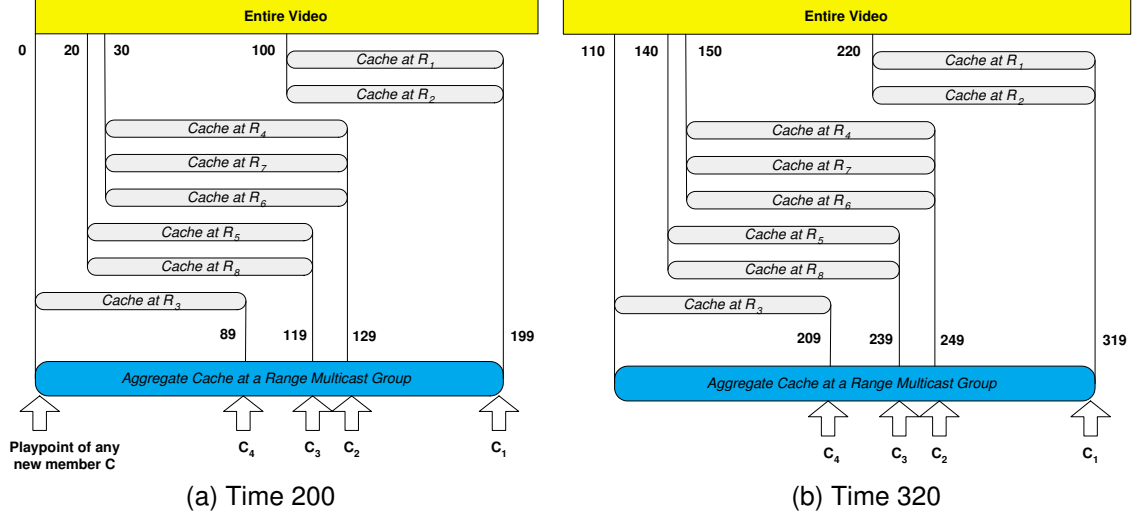 Entire Video
0
20
30
100
Cache at R1
Cache at R2
Cache at R4
Cache at R7
Cache at R6
Cache at R5
Cache at R8
Cache at R3
89
119
129
199
Aggregate Cache at a Range Multicast Group
Playpoint of any
new member C
C4
C3
C2
C1
(a) Time 200
Entire Video
110
140
150
220
Cache at R1
Cache at R2
Cache at R4
Cache at R7
Cache at R6
Cache at R5
Cache at R8
Cache at R3
209
239
249
319
Aggregate Cache at a Range Multicast Group
C4
C3
C2
C1
(b) Time 320